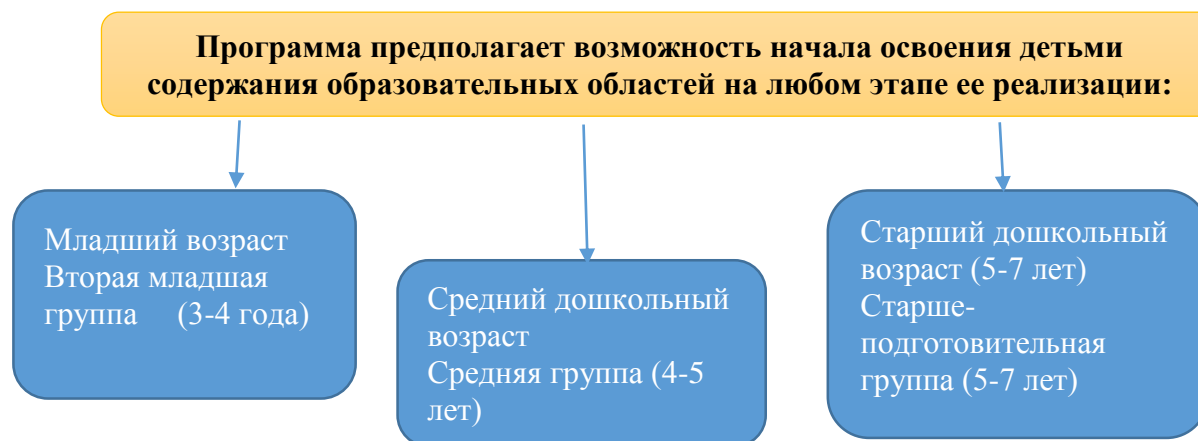 Программа предполагает возможность начала освоения детьми
содержания образовательных областей на любом этапе ее реализации:
Младший возраст
Вторая младшая
группа (3-4 года)
Средний дошкольный
возраст
Средняя группа (4-5
лет)
Старший дошкольный
возраст (5-7 лет)
Старше-
подготовительная
группа (5-7 лет)